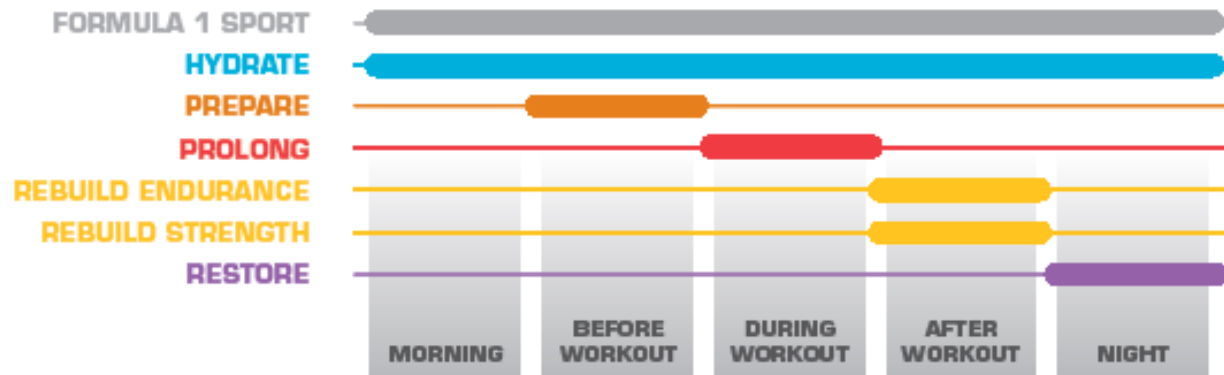 FORMULA 1 SPORT
HYDRATE
PREPARE
PROLONG
REBUILD ENDURANCE
REBUILD STRENGTH
RESTORE
MORNING
BEFORE
WORKOUT
DURING
WORKOUT
AFTER
WORKOUT
NIGHT